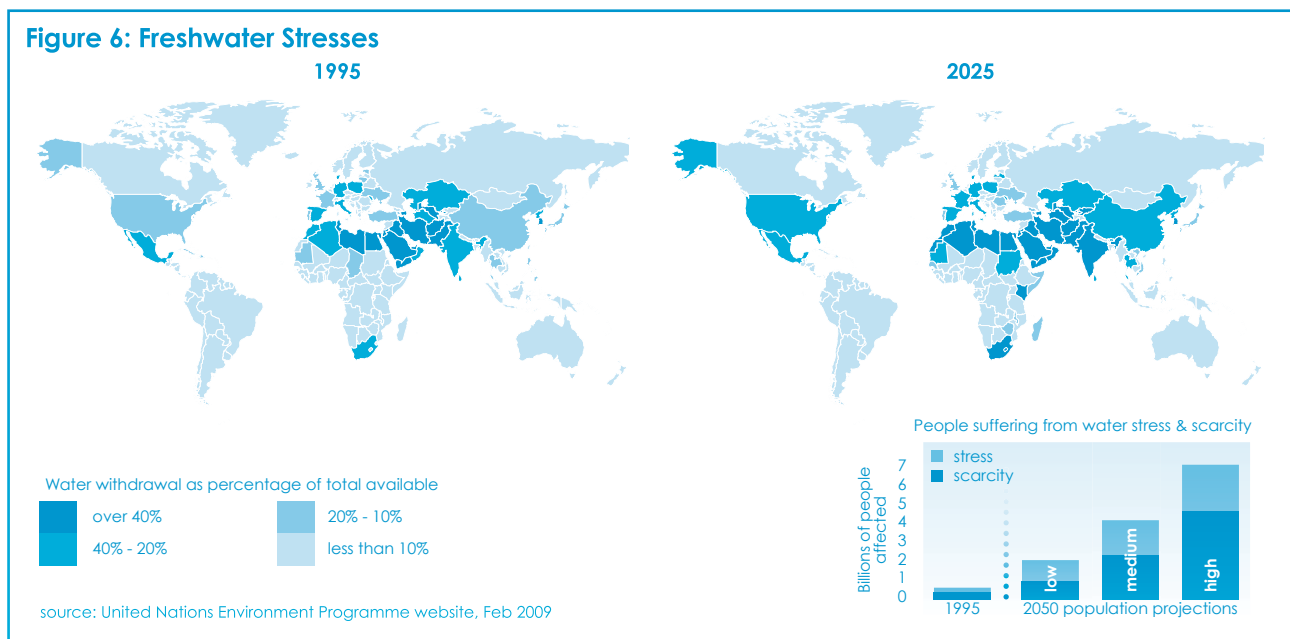 Figure 6: Freshwater Stresses
1995
2025
Water withdrawal as percentage of total available
over 40%
20% - 10%
40% - 20%
less than 10%
source: United Nations Environment Programme website, Feb 2009
People suffering from water stress & scarcity
stress
scarcity
Billions of people
affected
7
6
5
4
3
2
1
0
low
medium
high
1995
2050 population projections